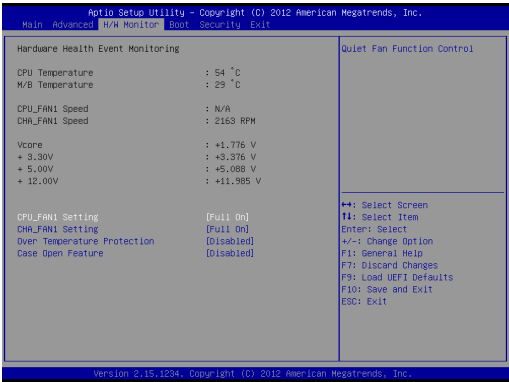 Aptio Setup Utility - Copyright (C) 2012 American Megatrends, Inc.
Main Advanced H/W Monitor Boot Security Exit
Hardware Health Event Monitoring
CPU Temperature : 54 °C
M/B Temperature : 29 °C
CPU_FAN1 Speed : N/A
CHA_FAN1 Speed : 2163 RPM
Vcore : +1.776 V
+ 3.30V : +3.376 V
+ 5.00V : +5.088 V
+ 12.00V : +11.985 V
CPU_FAN1 Setting [Full On]
CHA_FAN1 Setting [Full On]
Over Temperature Protection [Disabled]
Case Open Feature [Disabled]
Quiet Fan Function Control
↔: Select Screen
↑↓: Select Item
Enter: Select
+/-: Change Option
F1: General Help
F7: Discard Changes
F9: Load UEFI Defaults
F10: Save and Exit
ESC: Exit
Version 2.15.1234. Copyright (C) 2012 American Megatrends, Inc.